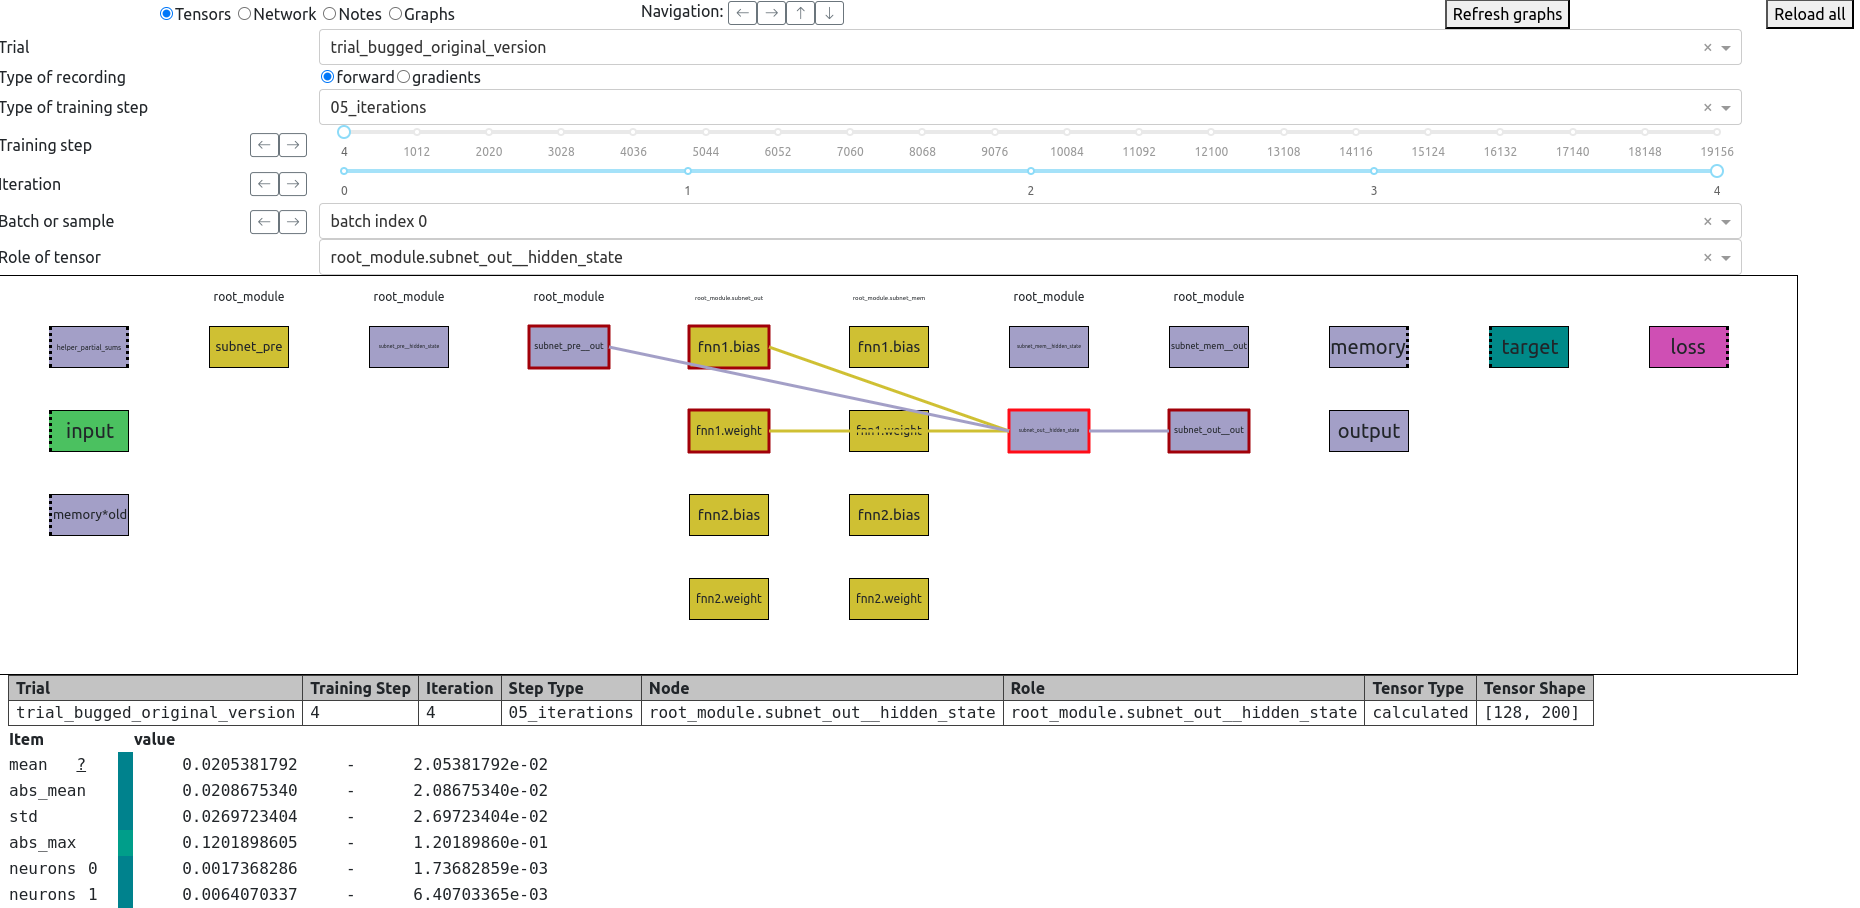 Tensors Network Notes Graphs Navigation: ← → ↑ ↓ Refresh graphs Reload all
Trial trial_bugged_original_version × 
Type of recording forward gradients
Type of training step 05_iterations ×
Training step ← →
4 1012 2020 3028 4036 5044 6052 7060 8068 9076 10084 11092 12100 13108 14116 15124 16132 17140 18148 19156
Iteration ← →
0 1 2 3 4
Batch or sample ← → batch index 0 ×
Role of tensor root_module.subnet_out__hidden_state ×
root_module root_module root_module root_module.subnet_out root_module.subnet_mem root_module root_module
helper_partial_sums subnet_pre subnet_pre__hidden_state subnet_pre__out fnn1.bias fnn1.bias subnet_mem__hidden_state subnet_mem__out memory target loss
input fnn1.weight fnn1.weight subnet_out__hidden_state subnet_out__out output
memory*old fnn2.bias fnn2.bias
fnn2.weight fnn2.weight
Trial Training Step Iteration Step Type Node Role Tensor Type Tensor Shape
trial_bugged_original_version 4 4 05_iterations root_module.subnet_out__hidden_state root_module.subnet_out__hidden_state calculated [128, 200]
Item value
mean ? 0.0205381792 - 2.05381792e-02
abs_mean 0.0208675340 - 2.08675340e-02
std 0.0269723404 - 2.69723404e-02
abs_max 0.1201898605 - 1.20189860e-01
neurons 0 0.0017368286 - 1.73682859e-03
neurons 1 0.0064070337 - 6.40703365e-03